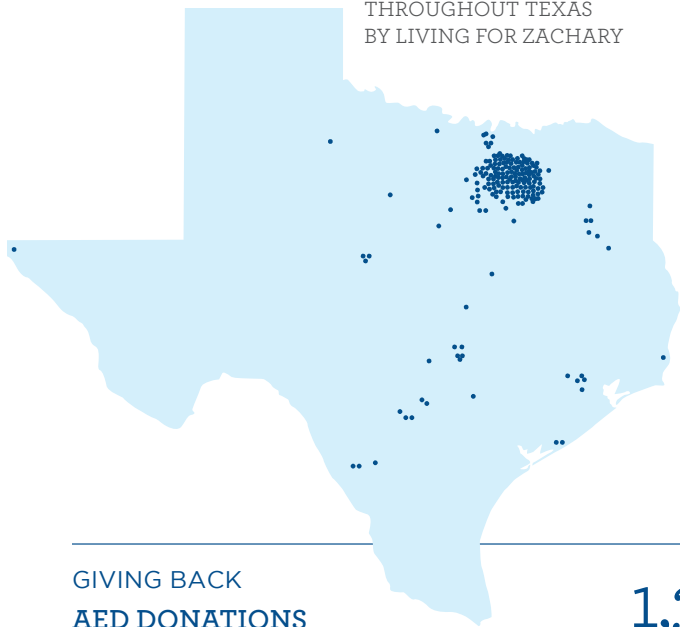 THROUGHOUT TEXAS
BY LIVING FOR ZACHARY
GIVING BACK
AED DONATIONS